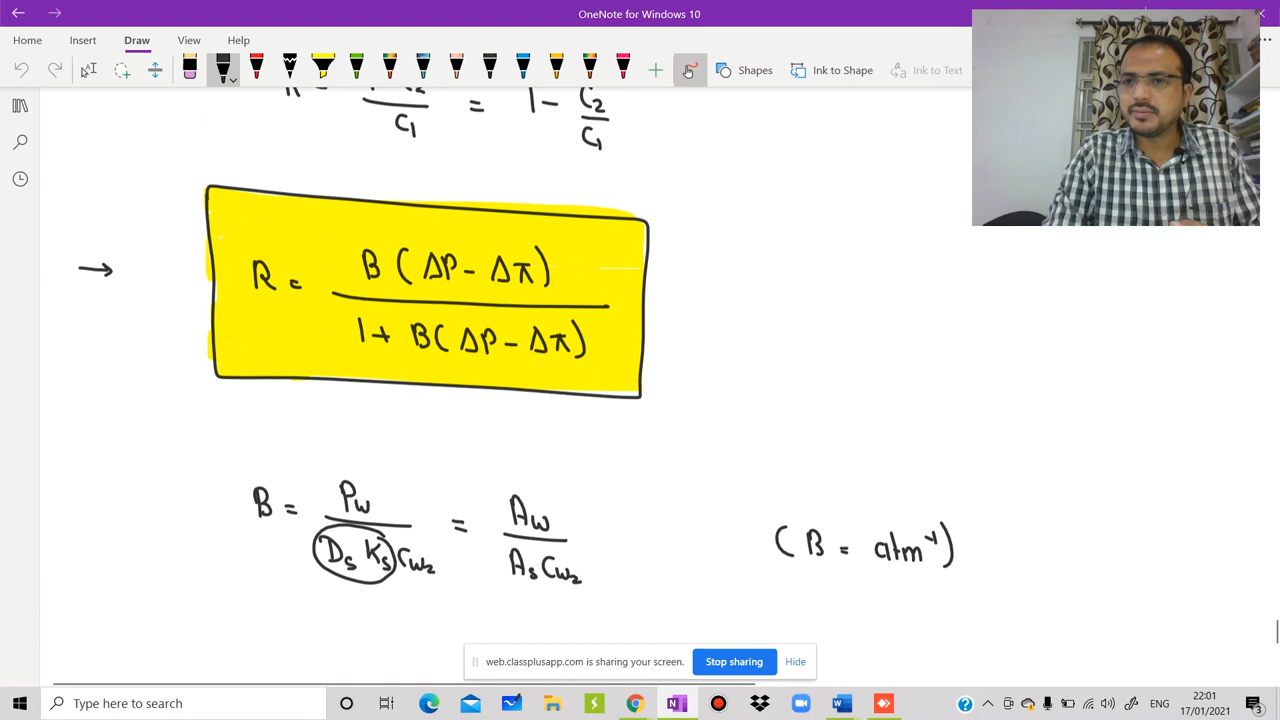 OneNote for Windows 10
Home Insert Draw View Help
Shapes Ink to Shape Ink to Text
C₁ = 1 - C₂/C₁
R = B(ΔP - Δπ) / 1 + B(ΔP - Δπ)
B = Pw / Ds Ks Cw₂ = Aw / As Cw₂ (B = atm⁻¹)
web.classplusapp.com is sharing your screen. Stop sharing Hide
Type here to search
ENG
22:01
17/01/2021
3